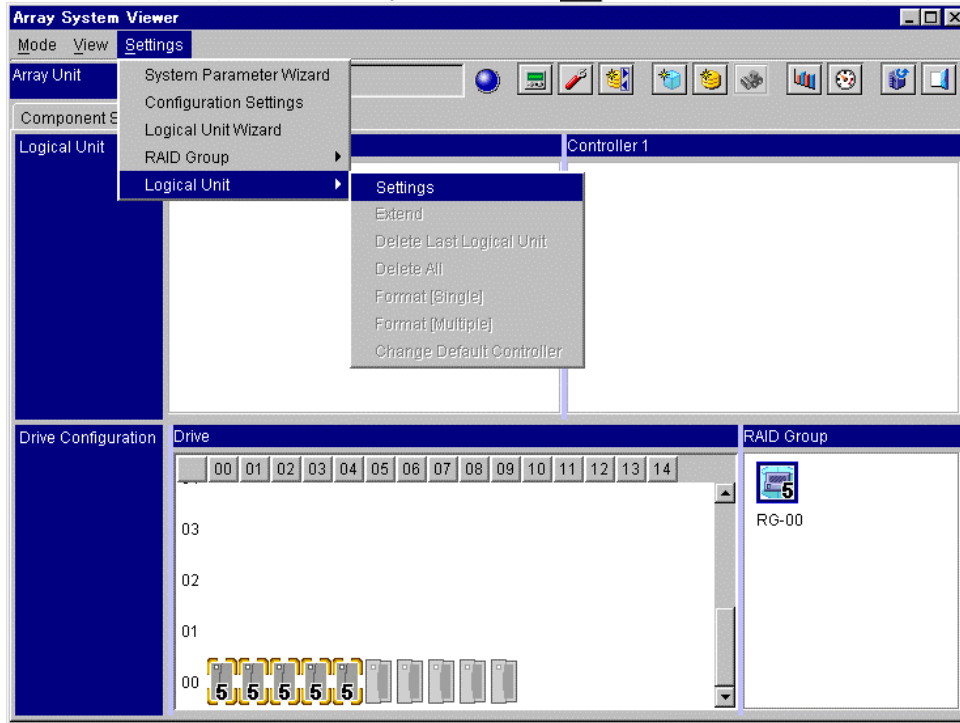 Array System Viewer
Mode View Settings
Array Unit
System Parameter Wizard
Configuration Settings
Logical Unit Wizard
RAID Group
Logical Unit
Component S
Logical Unit
Controller 1
Settings
Extend
Delete Last Logical Unit
Delete All
Format [Single]
Format [Multiple]
Change Default Controller
Drive Configuration
Drive
00 01 02 03 04 05 06 07 08 09 10 11 12 13 14
03
02
01
00
5 5 5 5 5
RAID Group
5
RG-00